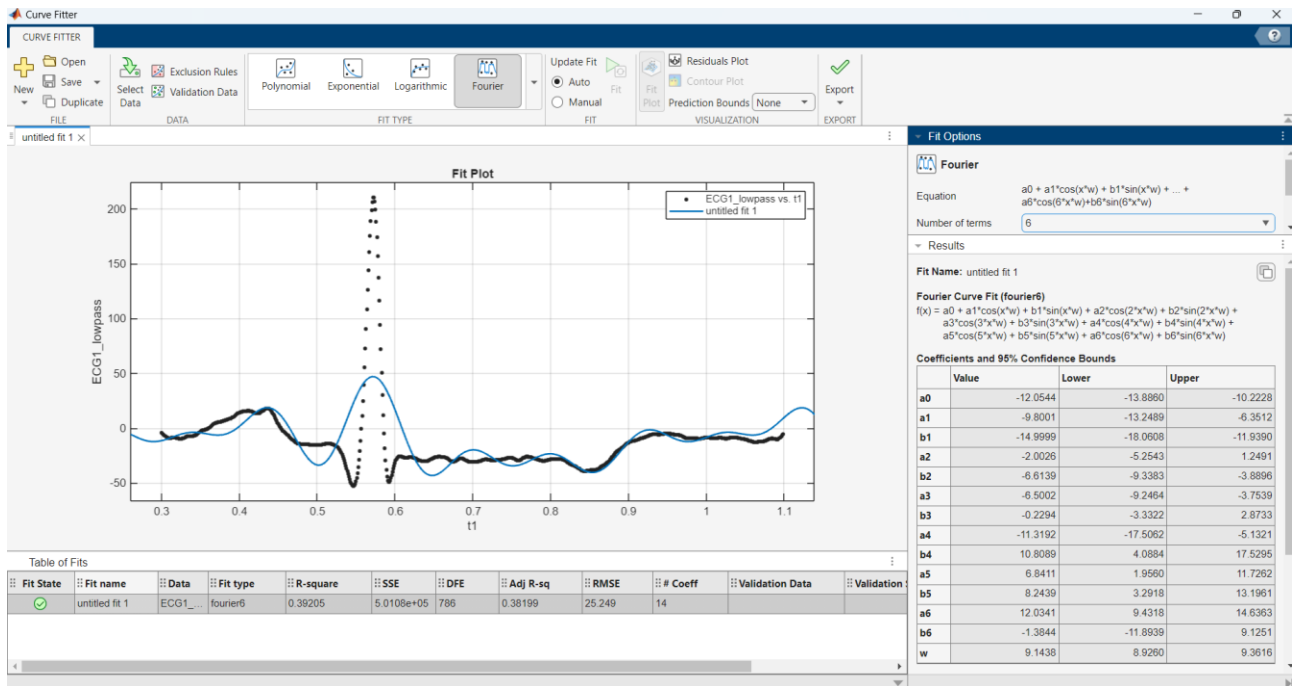 Curve Fitter
CURVE FITTER
New
Open
Save
Duplicate
FILE
Select Data
Exclusion Rules
Validation Data
DATA
Polynomial
Exponential
Logarithmic
Fourier
FIT TYPE
Update Fit
Auto
Manual
Fit
FIT
Fit Plot
Residuals Plot
Contour Plot
Prediction Bounds None
VISUALIZATION
Export
EXPORT
untitled fit 1
Fit Plot
ECG1_lowpass vs. t1
untitled fit 1
200
150
100
50
0
-50
ECG1_lowpass
0.3 0.4 0.5 0.6 0.7 0.8 0.9 1 1.1
t1
Table of Fits
Fit State Fit name Data Fit type R-square SSE DFE Adj R-sq RMSE # Coeff Validation Data Validation
untitled fit 1 ECG1_... fourier6 0.39205 5.0108e+05 786 0.38199 25.249 14
Fit Options
Fourier
Equation
a0 + a1*cos(x*w) + b1*sin(x*w) + ... +
a6*cos(6*x*w)+b6*sin(6*x*w)
Number of terms 6
Results
Fit Name: untitled fit 1
Fourier Curve Fit (fourier6)
f(x) = a0 + a1*cos(x*w) + b1*sin(x*w) + a2*cos(2*x*w) + b2*sin(2*x*w) +
a3*cos(3*x*w) + b3*sin(3*x*w) + a4*cos(4*x*w) + b4*sin(4*x*w) +
a5*cos(5*x*w) + b5*sin(5*x*w) + a6*cos(6*x*w) + b6*sin(6*x*w)
Coefficients and 95% Confidence Bounds
Value Lower Upper
a0 -12.0544 -13.8860 -10.2228
a1 -9.8001 -13.2489 -6.3512
b1 -14.9999 -18.0608 -11.9390
a2 -2.0026 -5.2543 1.2491
b2 -6.6139 -9.3383 -3.8896
a3 -6.5002 -9.2464 -3.7539
b3 -0.2294 -3.3322 2.8733
a4 -11.3192 -17.5062 -5.1321
b4 10.8089 4.0884 17.5295
a5 6.8411 1.9560 11.7262
b5 8.2439 3.2918 13.1961
a6 12.0341 9.4318 14.6363
b6 -1.3844 -11.8939 9.1251
w 9.1438 8.9260 9.3616